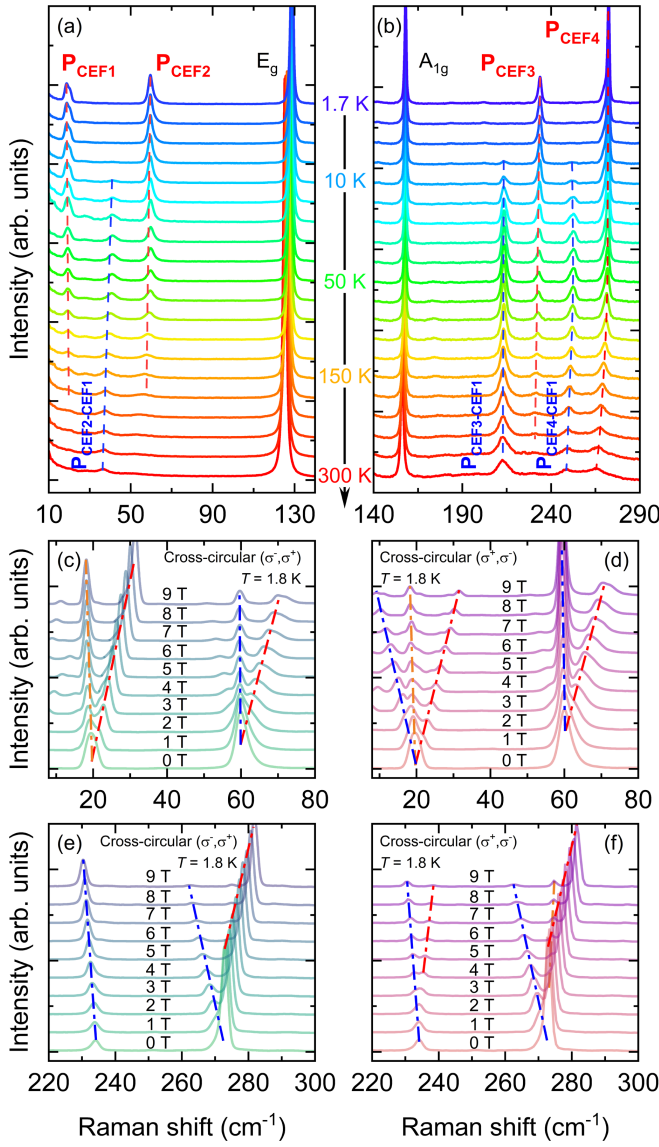 (a)
P_CEF1
P_CEF2
E_g
(b)
A_1g
P_CEF3
P_CEF4
1.7 K
10 K
50 K
150 K
300 K
P_CEF2-CEF1
P_CEF3-CEF1
P_CEF4-CEF1
Intensity (arb. units)
10 50 90 130
140 190 240 290
(c)
Cross-circular (σ⁻,σ⁺)
T = 1.8 K
9 T
8 T
7 T
6 T
5 T
4 T
3 T
2 T
1 T
0 T
Intensity (arb. units)
20 40 60 80
(d)
Cross-circular (σ⁺,σ⁻)
T = 1.8 K
9 T
8 T
7 T
6 T
5 T
4 T
3 T
2 T
1 T
0 T
20 40 60 80
(e)
Cross-circular (σ⁻,σ⁺)
T = 1.8 K
9 T
8 T
7 T
6 T
5 T
4 T
3 T
2 T
1 T
0 T
Intensity (arb. units)
220 240 260 280 300
Raman shift (cm⁻¹)
(f)
Cross-circular (σ⁺,σ⁻)
T = 1.8 K
9 T
8 T
7 T
6 T
5 T
4 T
3 T
2 T
1 T
0 T
220 240 260 280 300
Raman shift (cm⁻¹)